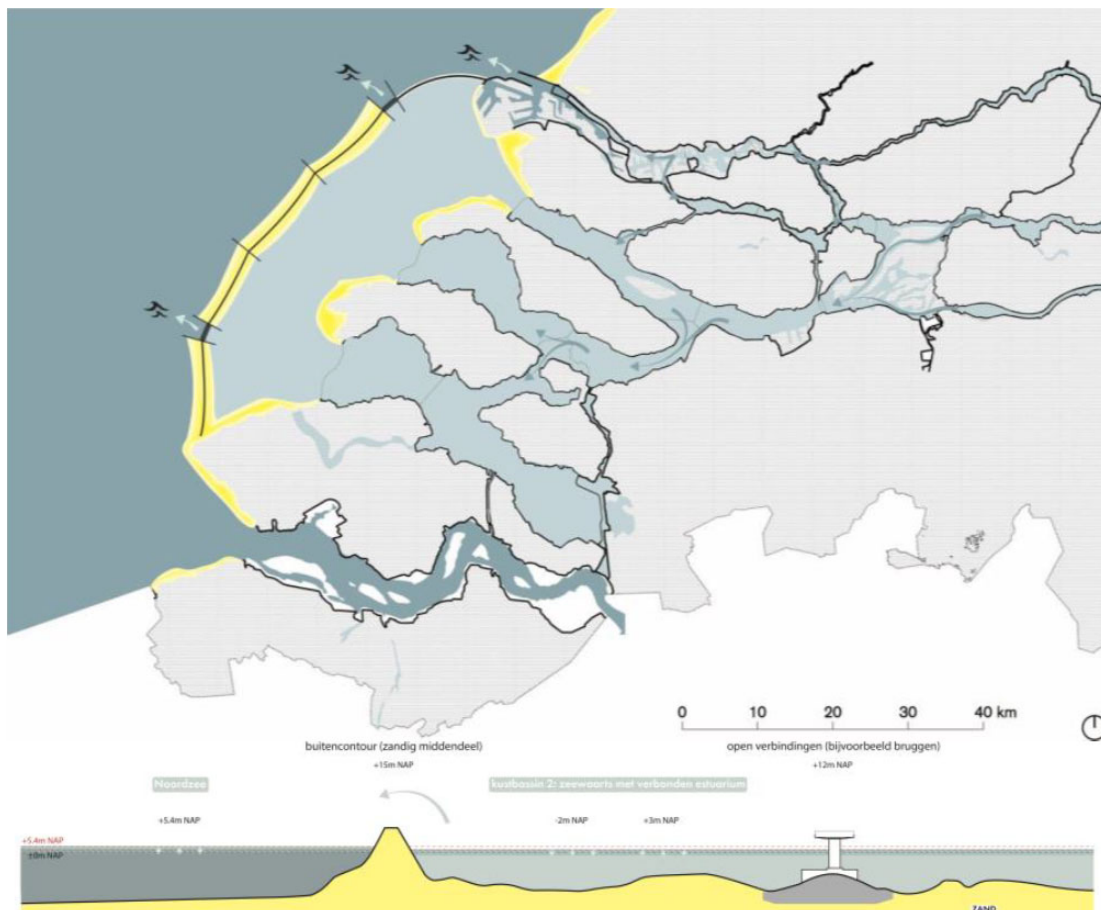 0 10 20 30 40 km
buitencontour (zandig middendeel)
open verbindingen (bijvoorbeeld bruggen)
+15m NAP
+12m NAP
Noordzee
kustbassin 2: zeewaarts met verbonden estuarium
+5.4m NAP
-2m NAP
+3m NAP
+5.4m NAP
±0m NAP
ZAND